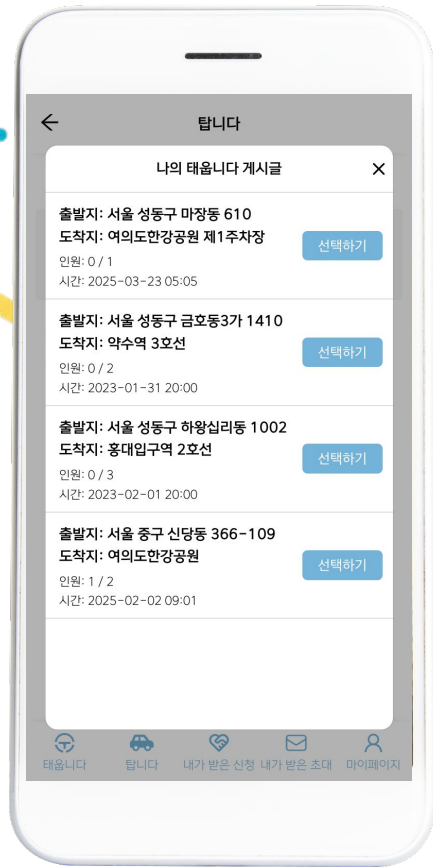 탑니다
나의 태웁니다 게시글
출발지: 서울 성동구 마장동 610
도착지: 여의도한강공원 제1주차장
인원: 0 / 1
시간: 2025-03-23 05:05
선택하기
출발지: 서울 성동구 금호동3가 1410
도착지: 약수역 3호선
인원: 0 / 2
시간: 2023-01-31 20:00
선택하기
출발지: 서울 성동구 하왕십리동 1002
도착지: 홍대입구역 2호선
인원: 0 / 3
시간: 2023-02-01 20:00
선택하기
출발지: 서울 중구 신당동 366-109
도착지: 여의도한강공원
인원: 1 / 2
시간: 2025-02-02 09:01
선택하기
태웁니다
탑니다
내가 받은 신청
내가 받은 초대
마이페이지